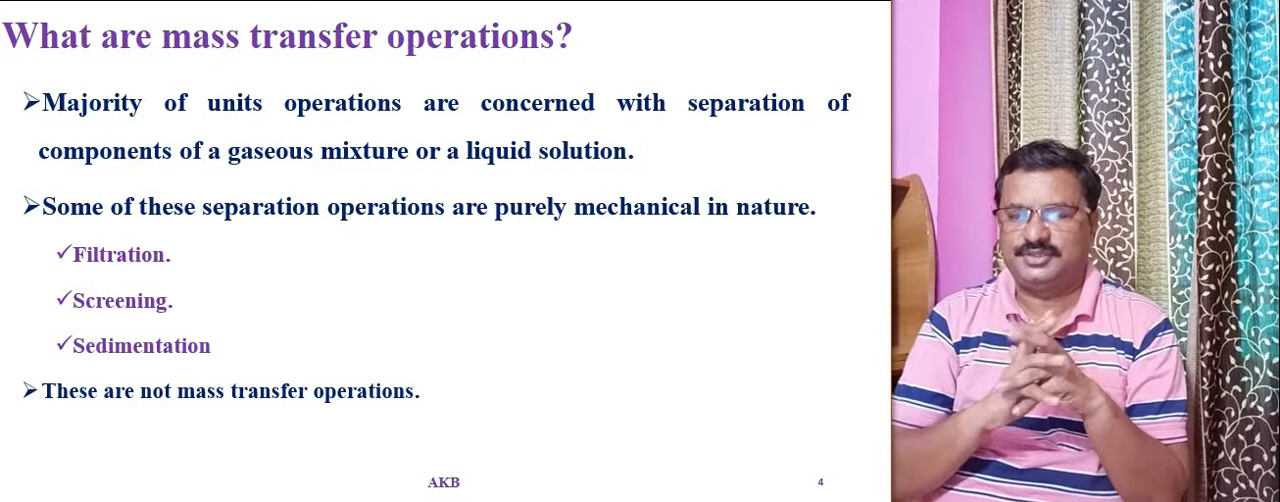 What are mass transfer operations?
➢Majority of units operations are concerned with separation of
components of a gaseous mixture or a liquid solution.
➢Some of these separation operations are purely mechanical in nature.
✓Filtration.
✓Screening.
✓Sedimentation
➢These are not mass transfer operations.
AKB
4